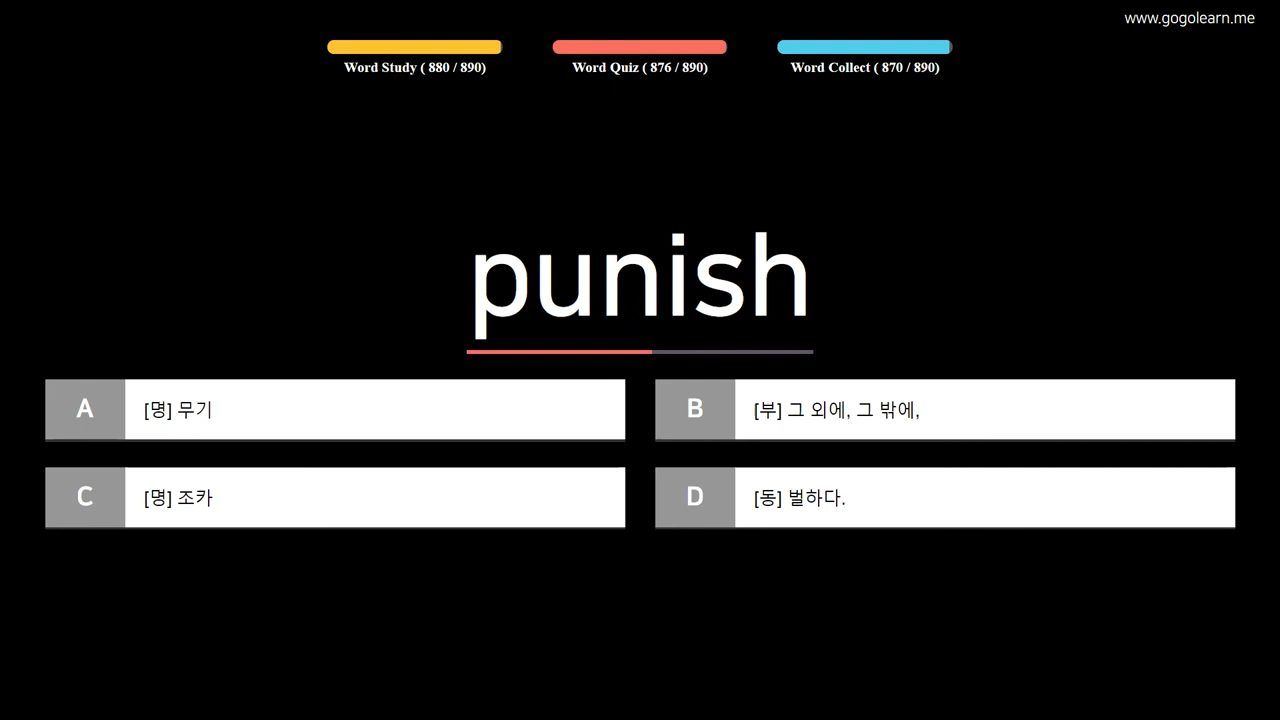 www.gogolearn.me
Word Study ( 880 / 890)
Word Quiz ( 876 / 890)
Word Collect ( 870 / 890)
punish
A
[명] 무기
B
[부] 그 외에, 그 밖에,
C
[명] 조카
D
[동] 벌하다.